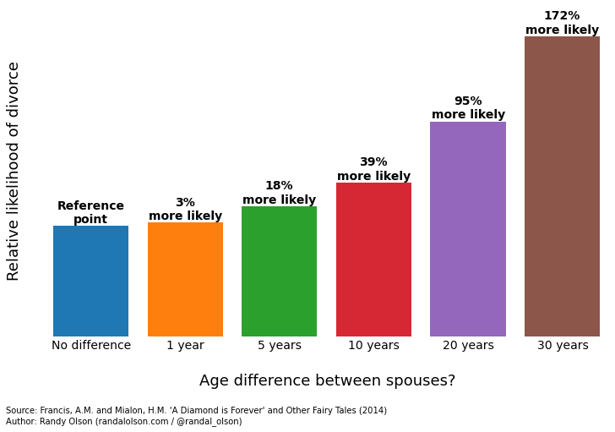 Relative likelihood of divorce
Reference
point
3%
more likely
18%
more likely
39%
more likely
95%
more likely
172%
more likely
No difference
1 year
5 years
10 years
20 years
30 years
Age difference between spouses?
Source: Francis, A.M. and Mialon, H.M. 'A Diamond is Forever' and Other Fairy Tales (2014)
Author: Randy Olson (randalolson.com / @randal_olson)